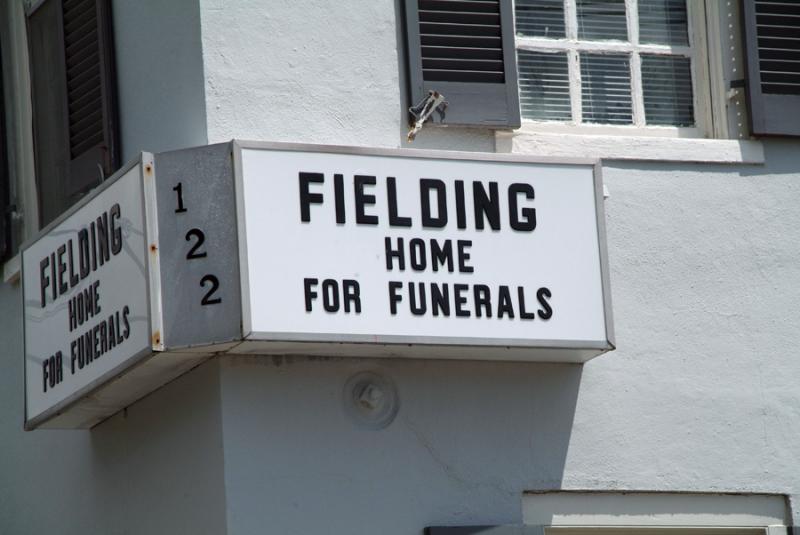 FIELDING
HOME
FOR FUNERALS
1
2
2
FIELDING
HOME
FOR FUNERALS